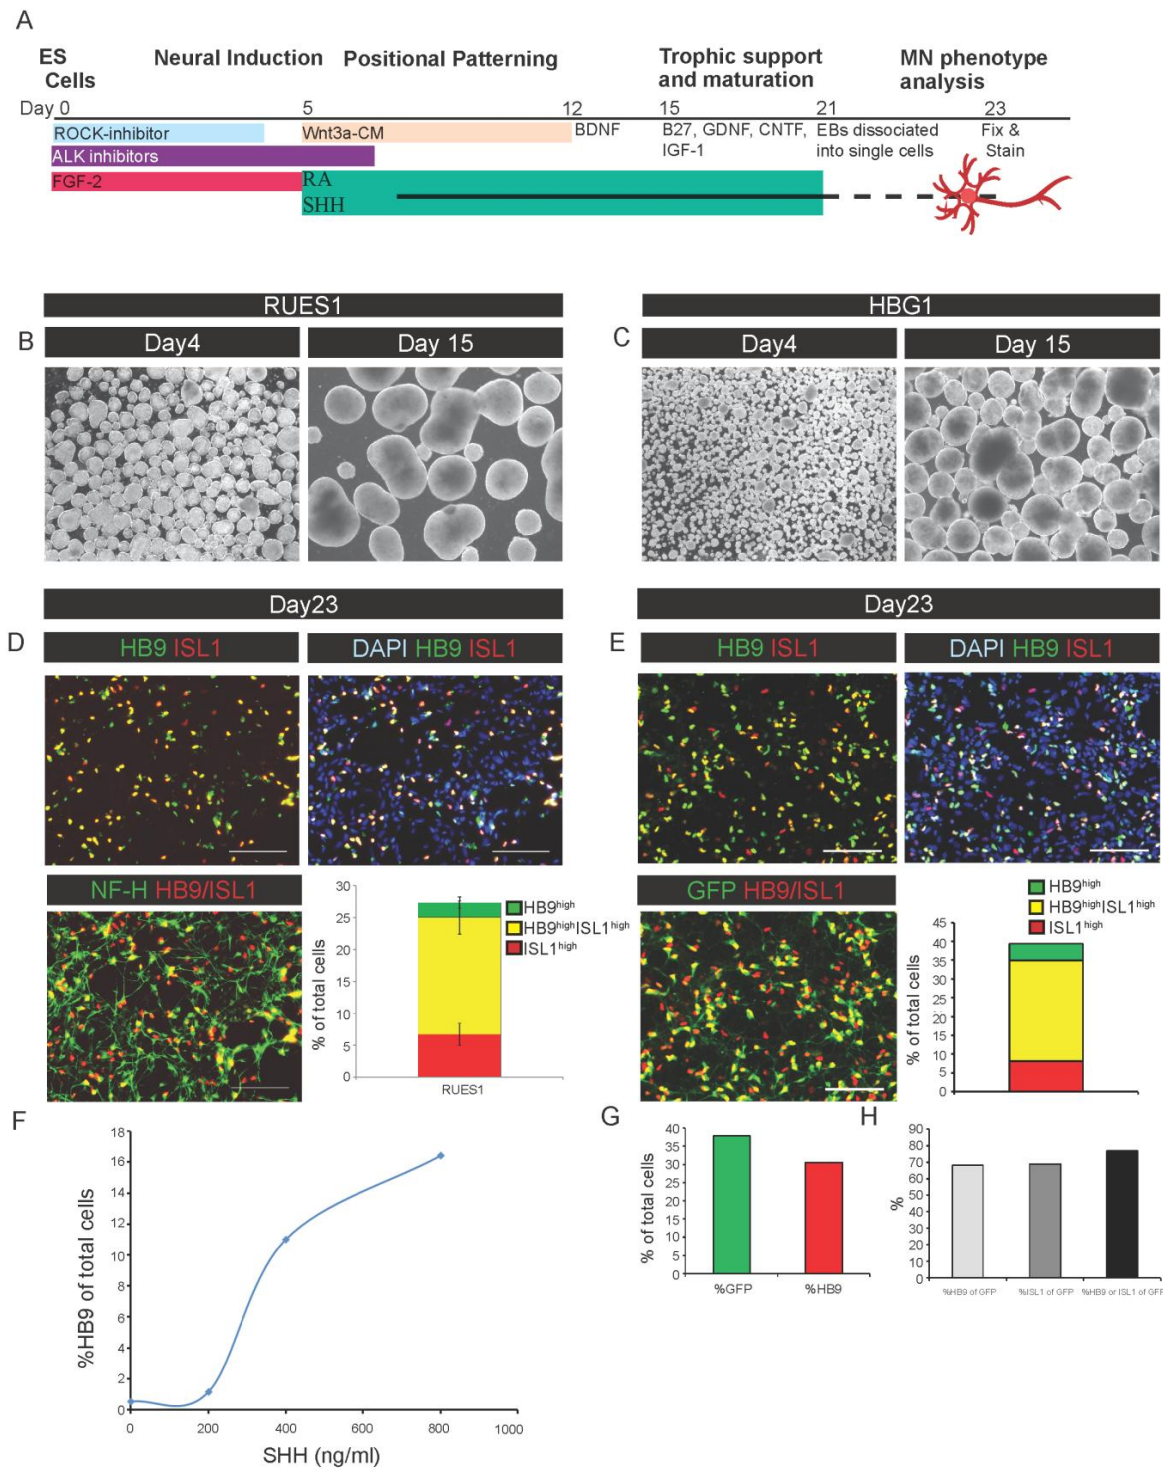 A
ES
Cells
Neural Induction
Positional Patterning
Trophic support
and maturation
MN phenotype
analysis
Day 0
5
12
15
21
23
ROCK-inhibitor
Wnt3a-CM
BDNF
B27, GDNF, CNTF,
IGF-1
EBs dissociated
into single cells
Fix &
Stain
ALK inhibitors
FGF-2
RA
SHH
RUES1
HBG1
B
Day4
Day 15
C
Day4
Day 15
Day23
Day23
D
HB9 ISL1
DAPI HB9 ISL1
E
HB9 ISL1
DAPI HB9 ISL1
NF-H HB9/ISL1
30
25
20
15
10
5
0
% of total cells
RUES1
HB9high
HB9highISL1high
ISL1high
GFP HB9/ISL1
HB9high
HB9highISL1high
ISL1high
45
40
35
30
25
20
15
10
5
0
% of total cells
F
18
16
14
12
10
8
6
4
2
0
%HB9 of total cells
0
200
400
600
800
1000
SHH (ng/ml)
G
40
35
30
25
20
15
10
5
0
% of total cells
%GFP
%HB9
H
90
80
70
60
50
40
30
20
10
0
%
%HB9 of GFP
%ISL1 of GFP
%HB9 or ISL1 of GFP